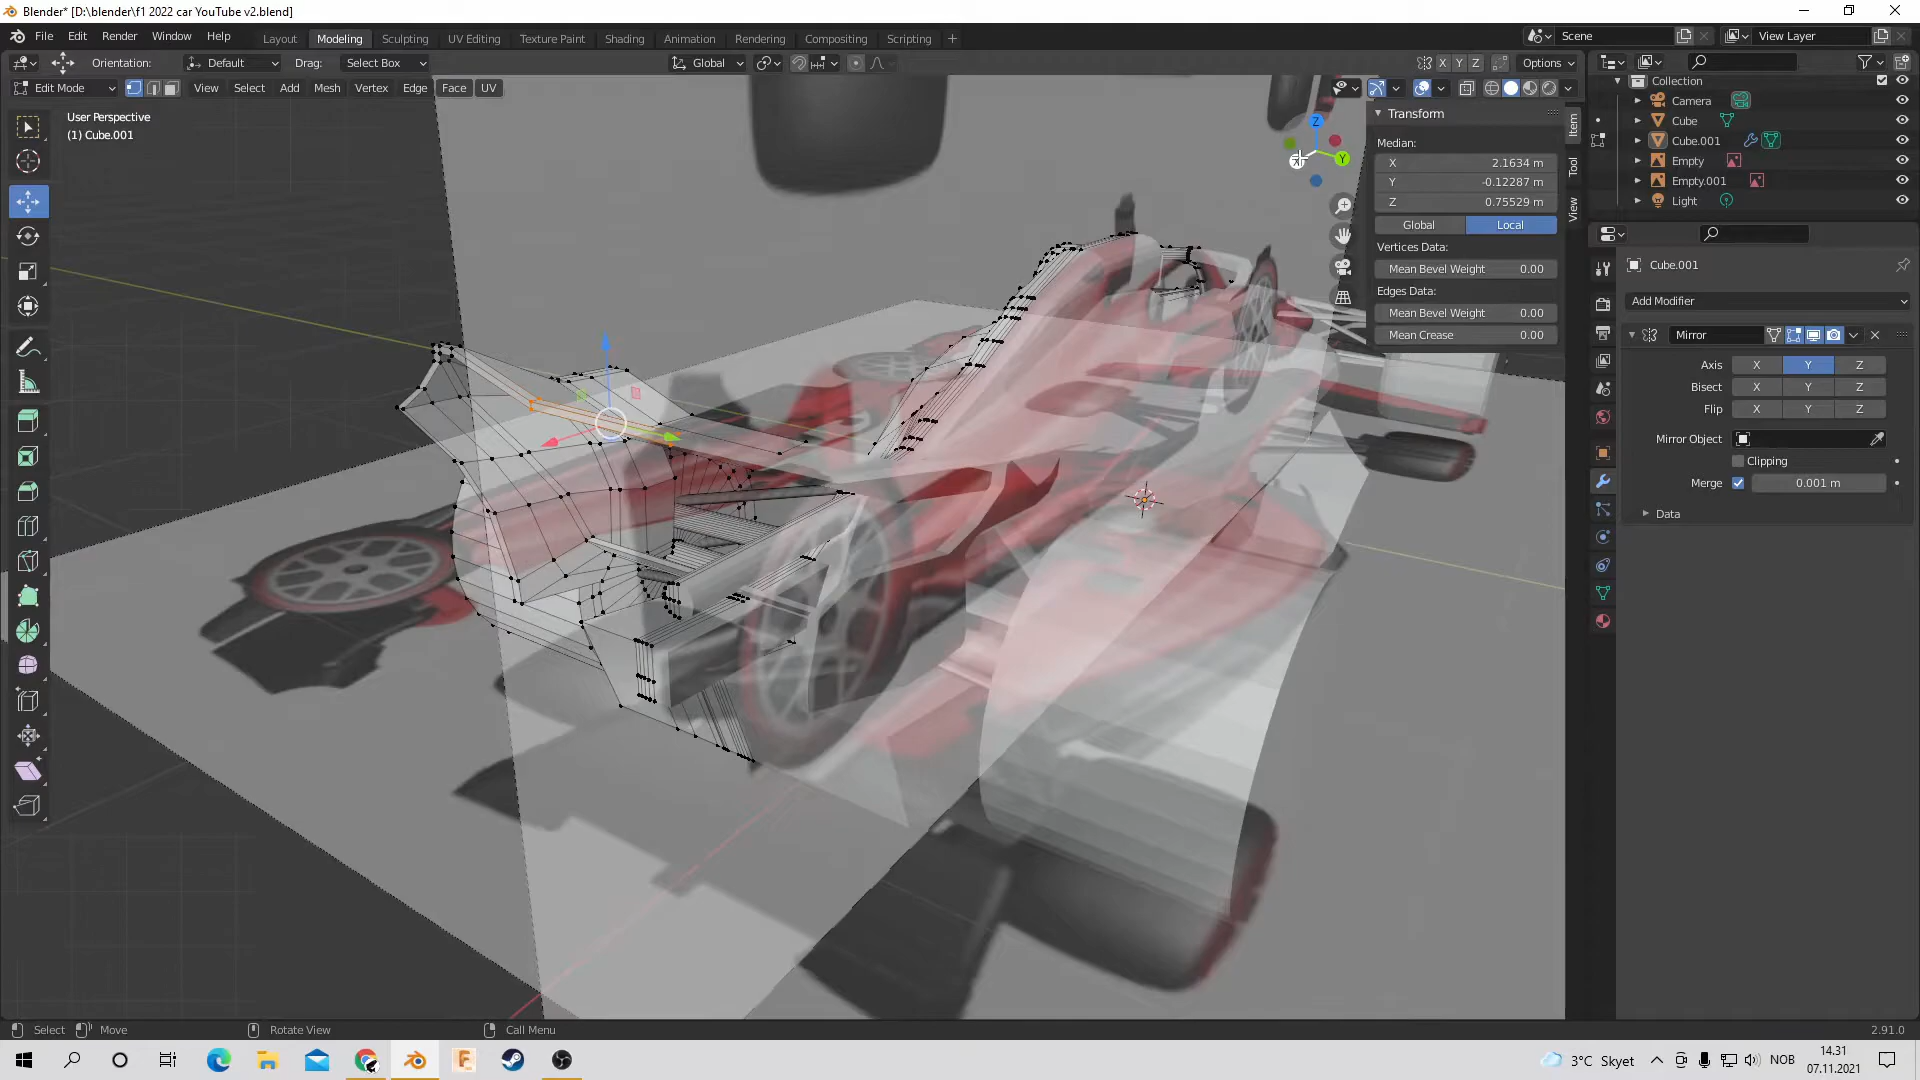 Blender* [D:\blender\f1 2022 car YouTube v2.blend]
File Edit Render Window Help Layout Modeling Sculpting UV Editing Texture Paint Shading Animation Rendering Compositing Scripting + Scene View Layer
Orientation: Default Drag: Select Box Global X Y Z Options
Edit Mode View Select Add Mesh Vertex Edge Face UV
User Perspective
(1) Cube.001
Z
X
Y
Transform
Median:
X 2.1634 m
Y -0.12287 m
Z 0.75529 m
Global Local
Vertices Data:
Mean Bevel Weight 0.00
Edges Data:
Mean Bevel Weight 0.00
Mean Crease 0.00
Item
Tool
View
Collection
Camera
Cube
Cube.001
Empty
Empty.001
Light
Cube.001
Add Modifier
Mirror
Axis X Y Z
Bisect X Y Z
Flip X Y Z
Mirror Object
Clipping
Merge 0.001 m
Data
Select Move Rotate View Call Menu 2.91.0
3°C Skyet NOB
14.31
07.11.2021